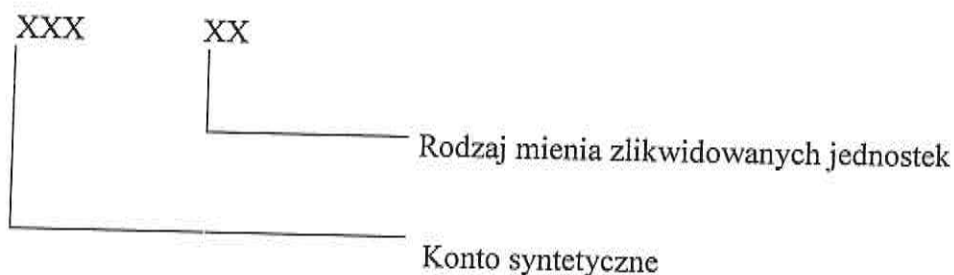 XXX XX
Rodzaj mienia zlikwidowanych jednostek
Konto syntetyczne